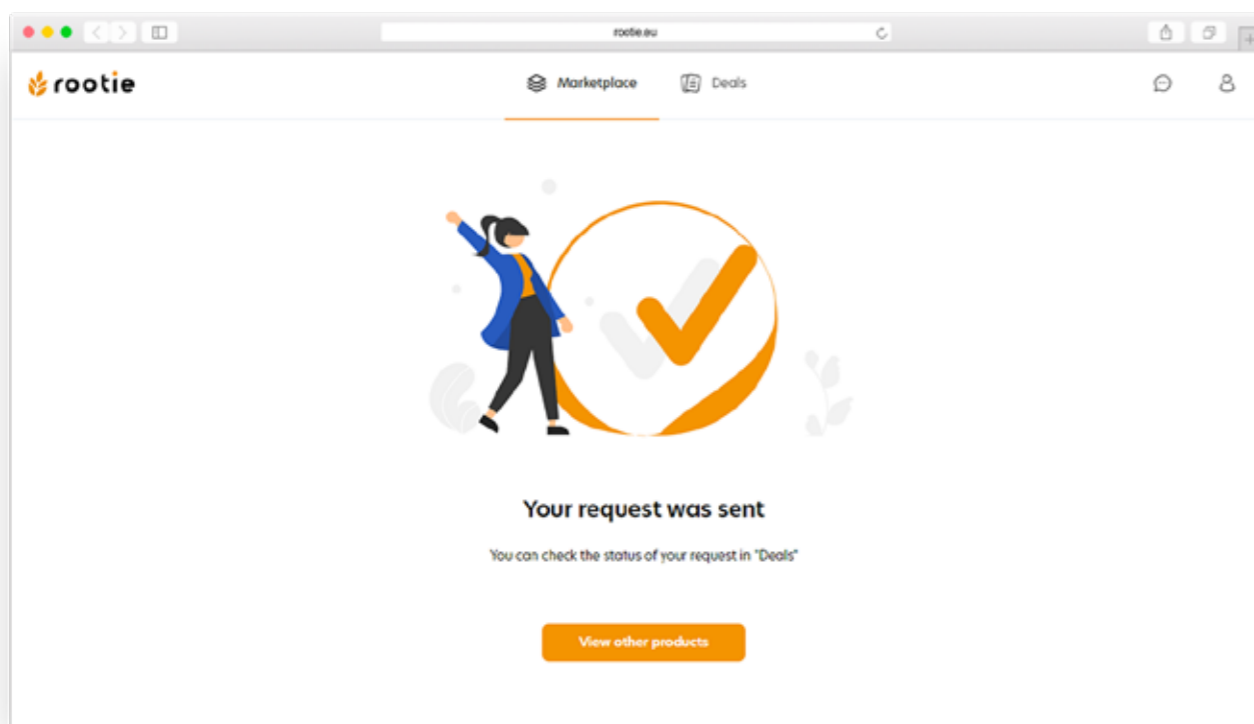 rootie.eu
rootie
Marketplace
Deals
Your request was sent
You can check the status of your request in "Deals"
View other products